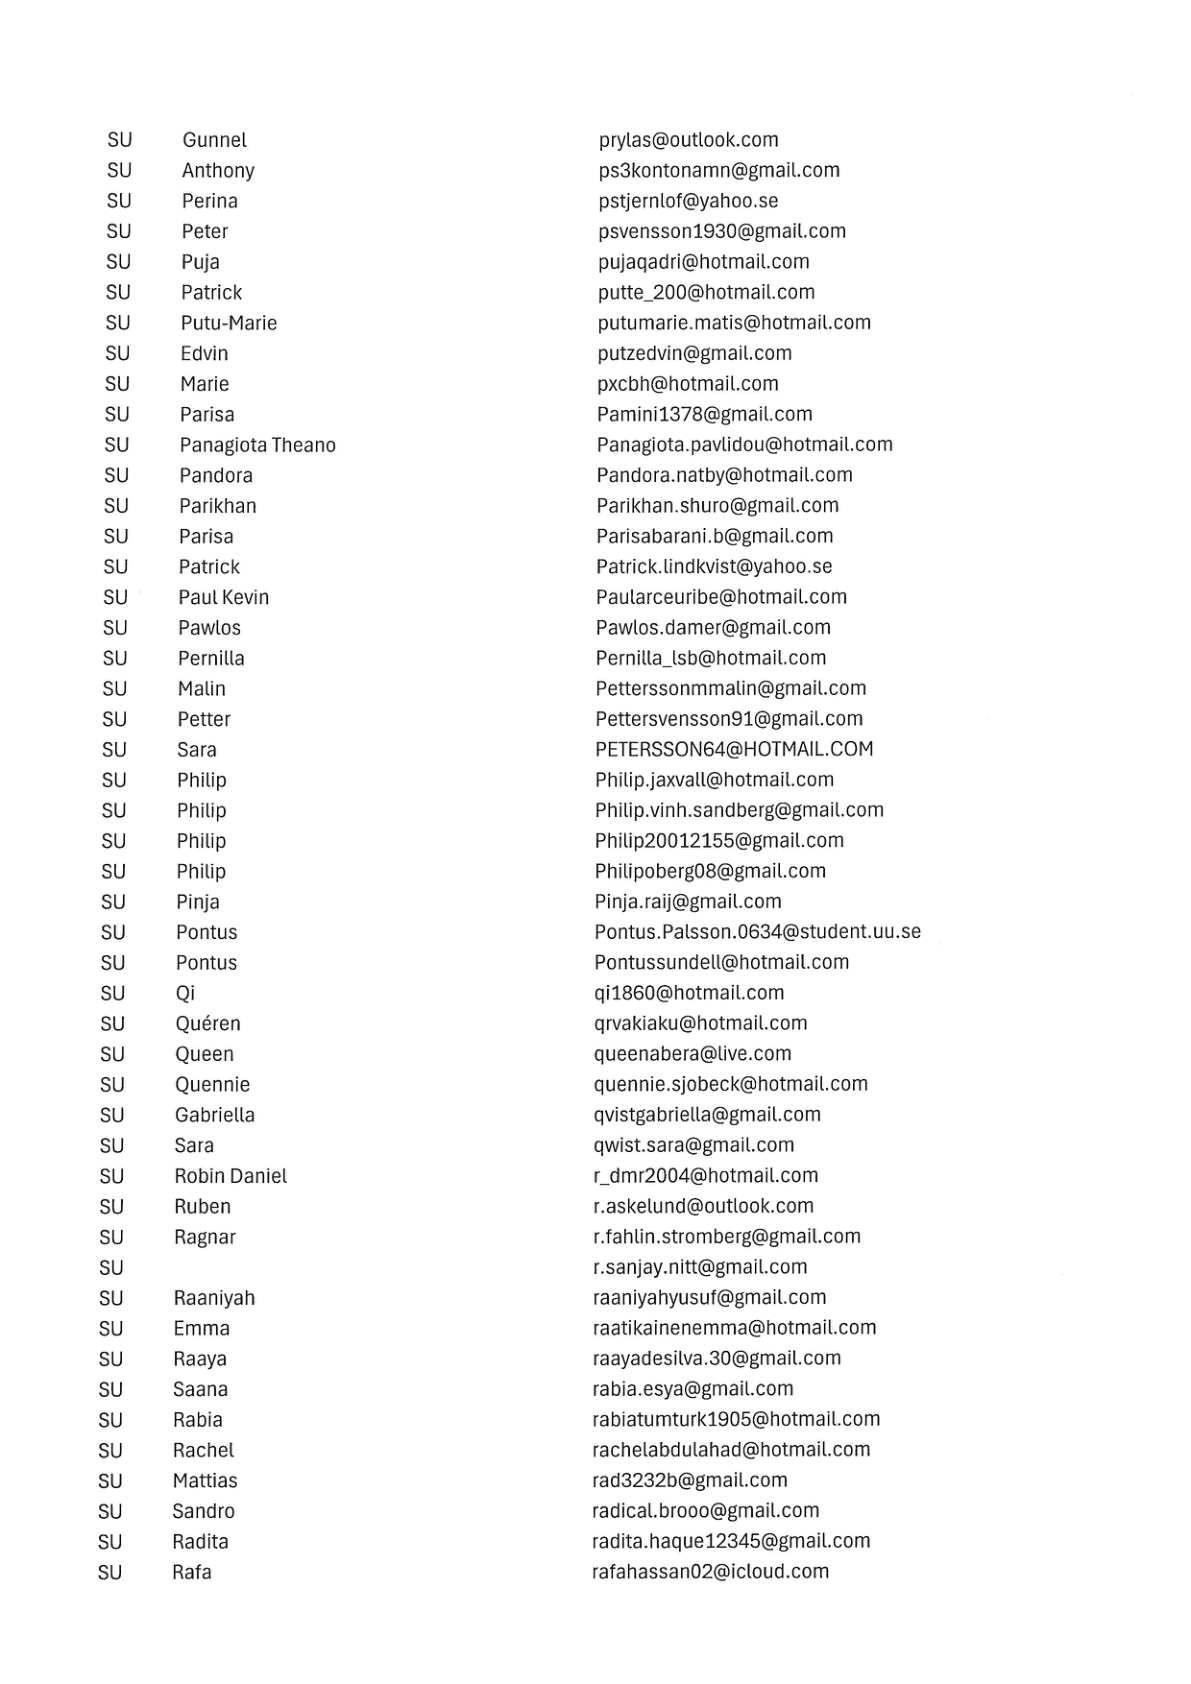 SU Gunnel prylas@outlook.com
SU Anthony ps3kontonamn@gmail.com
SU Perina pstjernlof@yahoo.se
SU Peter psvensson1930@gmail.com
SU Puja pujaqadri@hotmail.com
SU Patrick putte_200@hotmail.com
SU Putu-Marie putumarie.matis@hotmail.com
SU Edvin putzedvin@gmail.com
SU Marie pxcbh@hotmail.com
SU Parisa Pamini1378@gmail.com
SU Panagiota Theano Panagiota.pavlidou@hotmail.com
SU Pandora Pandora.natby@hotmail.com
SU Parikhan Parikhan.shuro@gmail.com
SU Parisa Parisabarani.b@gmail.com
SU Patrick Patrick.lindkvist@yahoo.se
SU Paul Kevin Paularceuribe@hotmail.com
SU Pawlos Pawlos.damer@gmail.com
SU Pernilla Pernilla_lsb@hotmail.com
SU Malin Petterssonmmalin@gmail.com
SU Petter Pettersvensson91@gmail.com
SU Sara PETERSSON64@HOTMAIL.COM
SU Philip Philip.jaxvall@hotmail.com
SU Philip Philip.vinh.sandberg@gmail.com
SU Philip Philip20012155@gmail.com
SU Philip Philipoberg08@gmail.com
SU Pinja Pinja.raij@gmail.com
SU Pontus Pontus.Palsson.0634@student.uu.se
SU Pontus Pontussundell@hotmail.com
SU Qi qi1860@hotmail.com
SU Quéren qrvakiaku@hotmail.com
SU Queen queenabera@live.com
SU Quennie quennie.sjobeck@hotmail.com
SU Gabriella qvistgabriella@gmail.com
SU Sara qwist.sara@gmail.com
SU Robin Daniel r_dmr2004@hotmail.com
SU Ruben r.askelund@outlook.com
SU Ragnar r.fahlin.stromberg@gmail.com
SU r.sanjay.nitt@gmail.com
SU Raaniyah raaniyahyusuf@gmail.com
SU Emma raatikainenemma@hotmail.com
SU Raaya raayadesilva.30@gmail.com
SU Saana rabia.esya@gmail.com
SU Rabia rabiatumturk1905@hotmail.com
SU Rachel rachelabdulahad@hotmail.com
SU Mattias rad3232b@gmail.com
SU Sandro radical.brooo@gmail.com
SU Radita radita.haque12345@gmail.com
SU Rafa rafahassan02@icloud.com